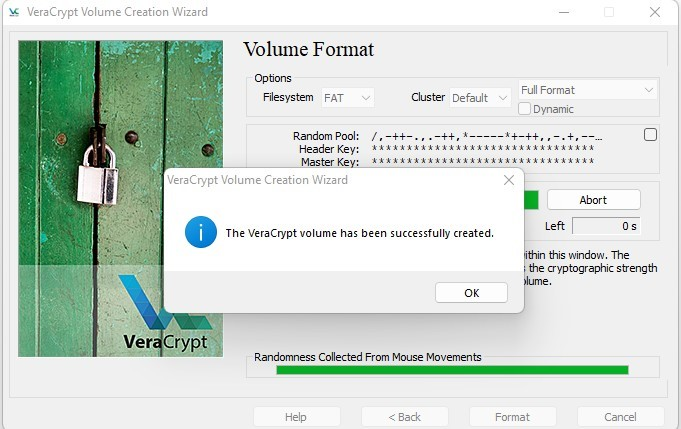 VeraCrypt Volume Creation Wizard
Volume Format
Options
Filesystem FAT Cluster Default Full Format
Dynamic
Random Pool: /,-++-.,.-++,*-----*+-++,,-.+,--...
Header Key: ********************************
Master Key: ********************************
VeraCrypt Volume Creation Wizard
The VeraCrypt volume has been successfully created.
OK
Abort
Left 0 s
within this window. The
s the cryptographic strength
olume.
VeraCrypt
Randomness Collected From Mouse Movements
Help < Back Format Cancel